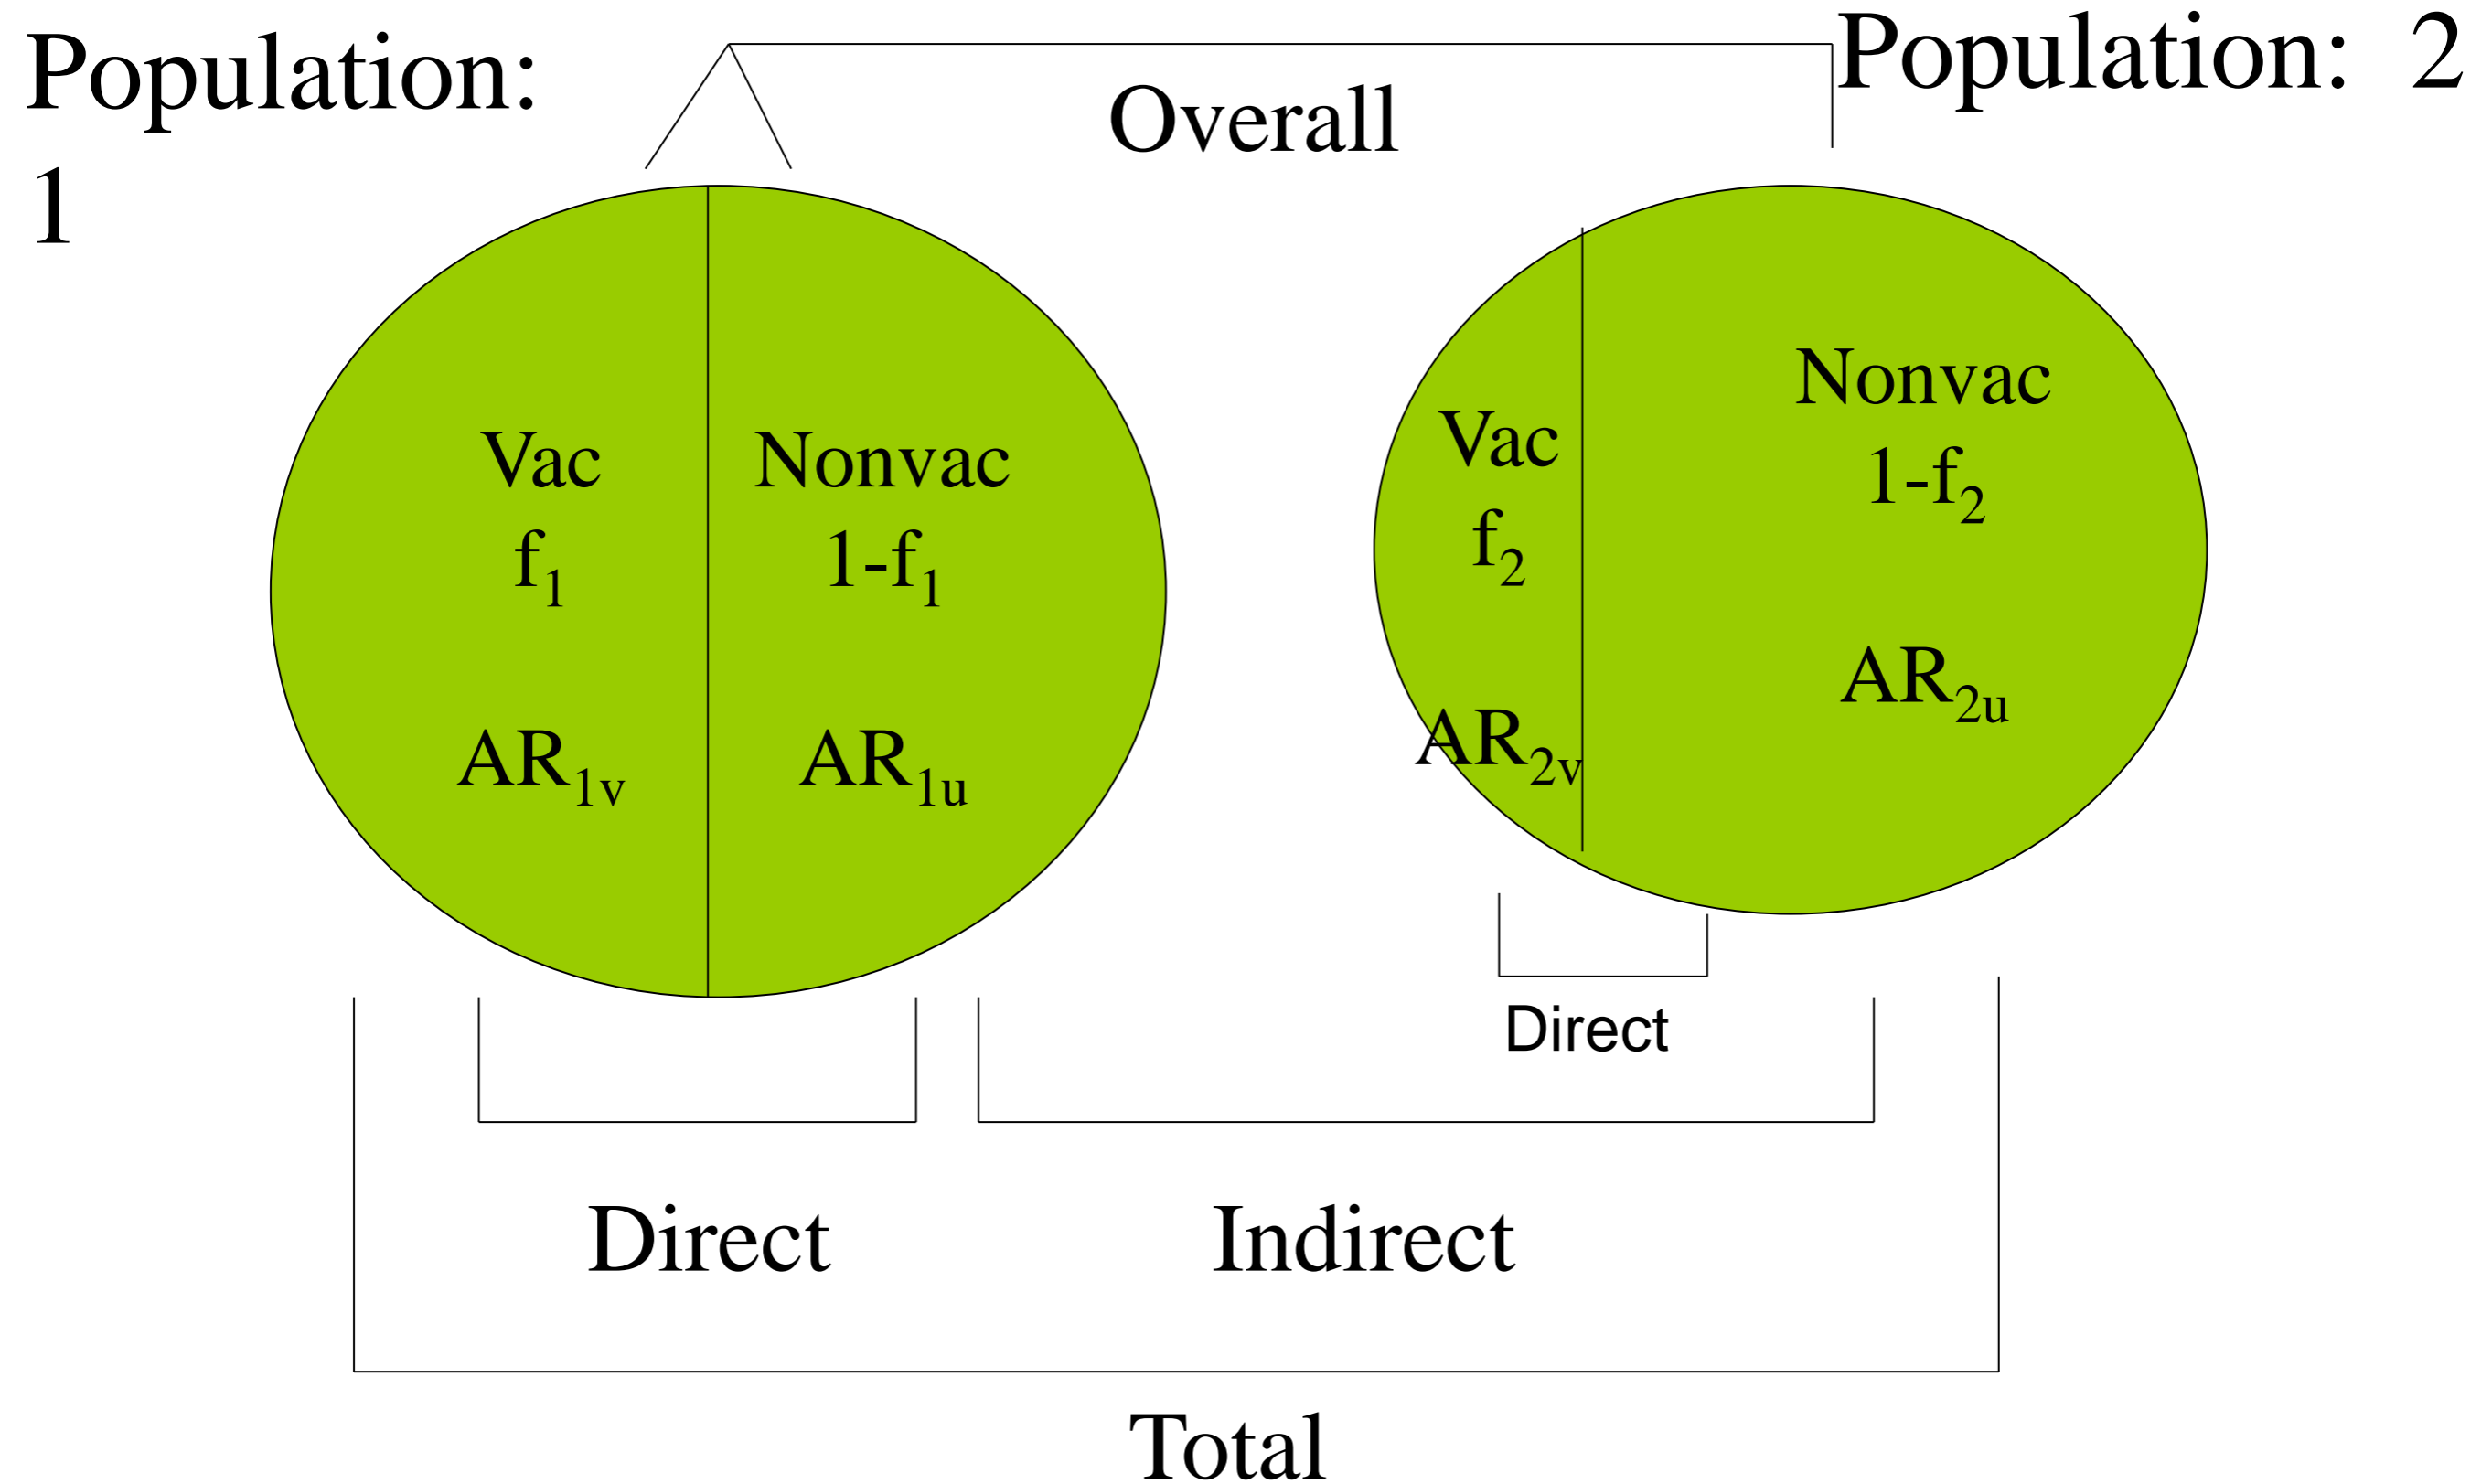 Population:
1
Overall
Population: 2
Vac
f₁
AR₁ᵥ
Nonvac
1-f₁
AR₁ᵤ
Vac
f₂
AR₂ᵥ
Nonvac
1-f₂
AR₂ᵤ
Direct
Direct
Indirect
Total